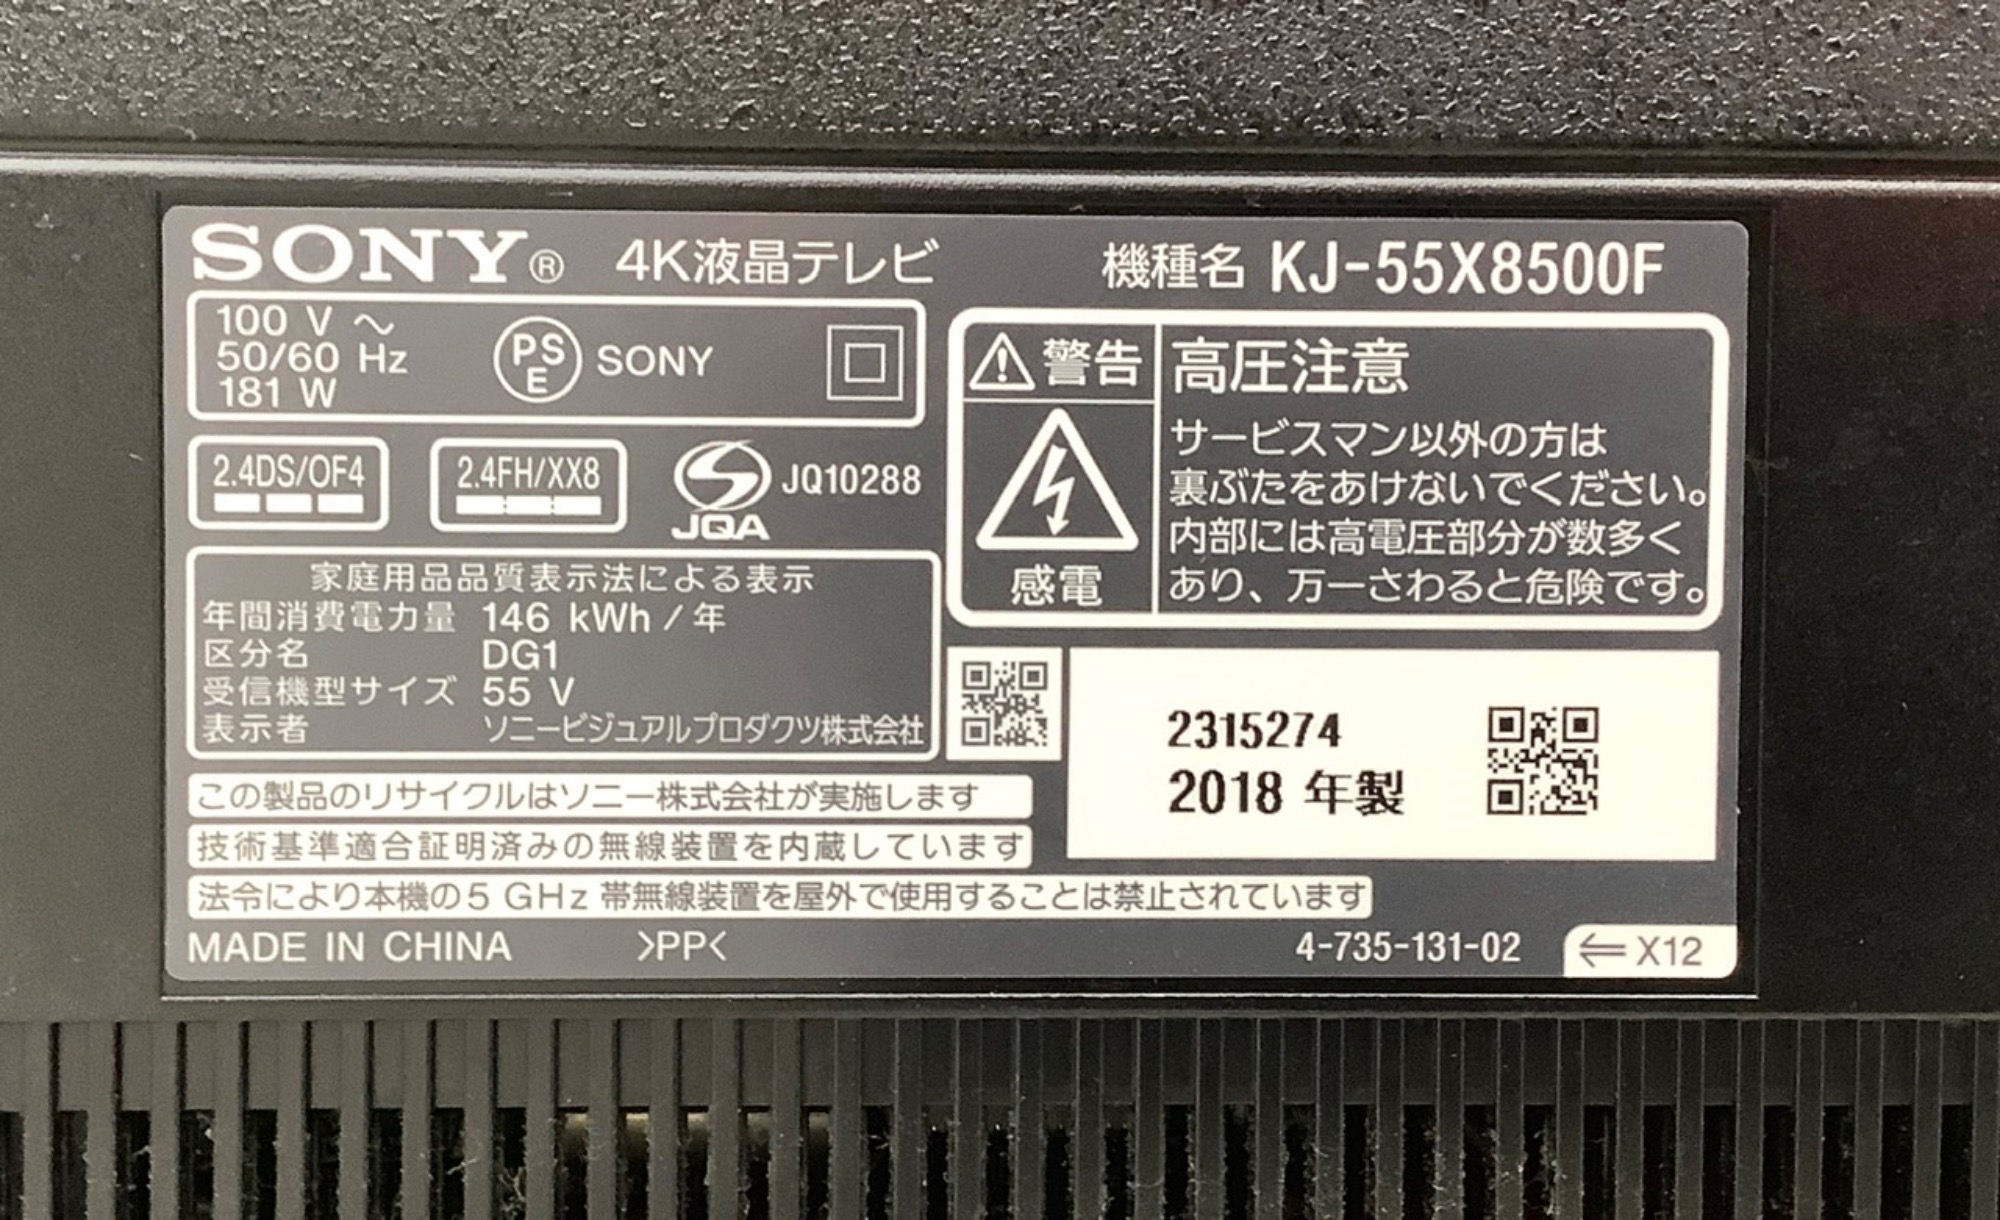 SONY® 4K液晶テレビ 機種名 KJ-55X8500F
100 V ～
50/60 Hz
181 W
PS
E
SONY
警告
高圧注意
サービスマン以外の方は
裏ぶたをあけないでください。
内部には高電圧部分が数多く
あり、万一さわると危険です。
感電
2.4DS/OF4
2.4FH/XX8
JQA
JQ10288
家庭用品品質表示法による表示
年間消費電力量 146 kWh / 年
区分名 DG1
受信機型サイズ 55 V
表示者 ソニービジュアルプロダクツ株式会社
2315274
2018 年製
この製品のリサイクルはソニー株式会社が実施します
技術基準適合証明済みの無線装置を内蔵しています
法令により本機の5 GHz 帯無線装置を屋外で使用することは禁止されています
MADE IN CHINA >PP< 4-735-131-02 ⇐X12